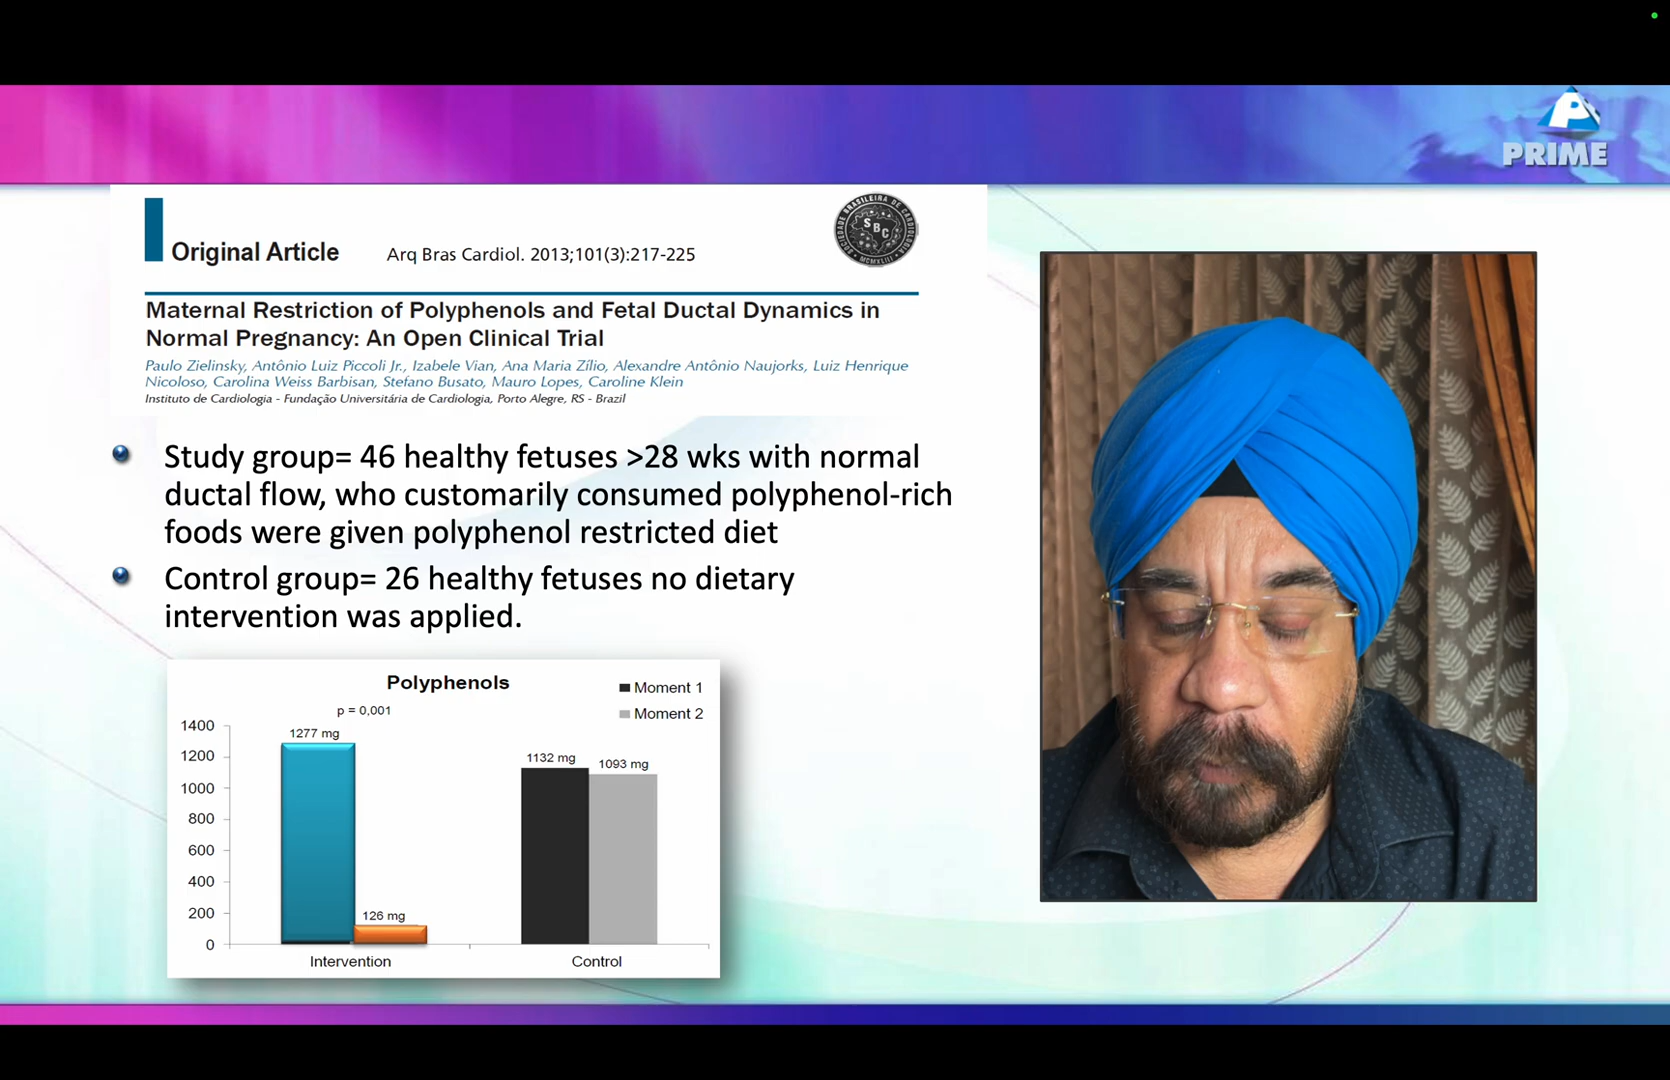 PRIME
SOCIEDADE BRASILEIRA DE CARDIOLOGIA
SBC
MCMXLIII
Original Article Arq Bras Cardiol. 2013;101(3):217-225
Maternal Restriction of Polyphenols and Fetal Ductal Dynamics in
Normal Pregnancy: An Open Clinical Trial
Paulo Zielinsky, Antônio Luiz Piccoli Jr., Izabele Vian, Ana Maria Zílio, Alexandre Antônio Naujorks, Luiz Henrique
Nicoloso, Carolina Weiss Barbisan, Stefano Busato, Mauro Lopes, Caroline Klein
Instituto de Cardiologia - Fundação Universitária de Cardiologia, Porto Alegre, RS - Brazil
Study group= 46 healthy fetuses >28 wks with normal
ductal flow, who customarily consumed polyphenol-rich
foods were given polyphenol restricted diet
Control group= 26 healthy fetuses no dietary
intervention was applied.
Polyphenols
p = 0,001
Moment 1
Moment 2
1400
1200
1000
800
600
400
200
0
1277 mg
126 mg
1132 mg
1093 mg
Intervention
Control